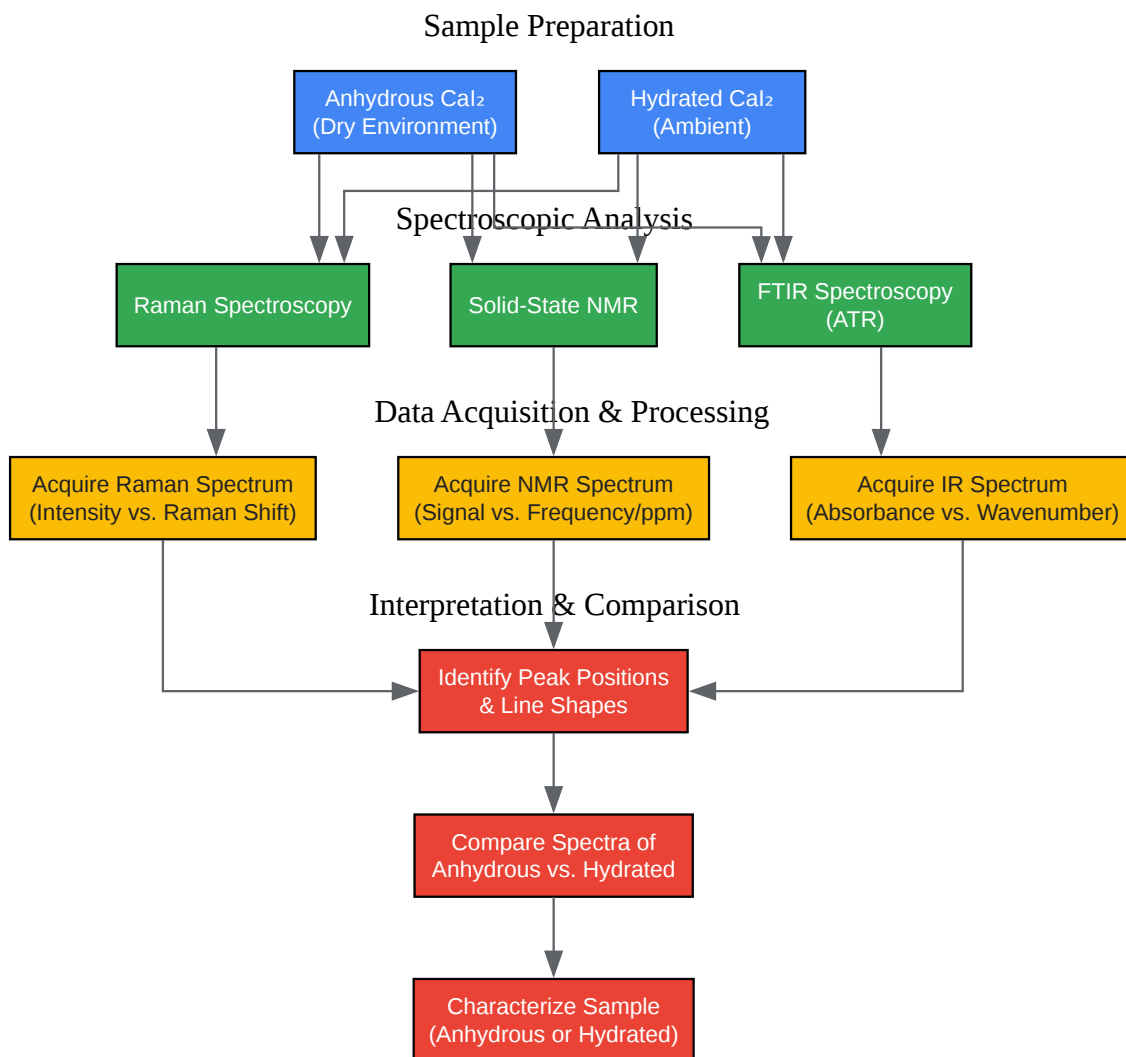 Sample Preparation
Anhydrous CaI₂
(Dry Environment)
Hydrated CaI₂
(Ambient)
Spectroscopic Analysis
Raman Spectroscopy
Solid-State NMR
FTIR Spectroscopy
(ATR)
Data Acquisition & Processing
Acquire Raman Spectrum
(Intensity vs. Raman Shift)
Acquire NMR Spectrum
(Signal vs. Frequency/ppm)
Acquire IR Spectrum
(Absorbance vs. Wavenumber)
Interpretation & Comparison
Identify Peak Positions
& Line Shapes
Compare Spectra of
Anhydrous vs. Hydrated
Characterize Sample
(Anhydrous or Hydrated)